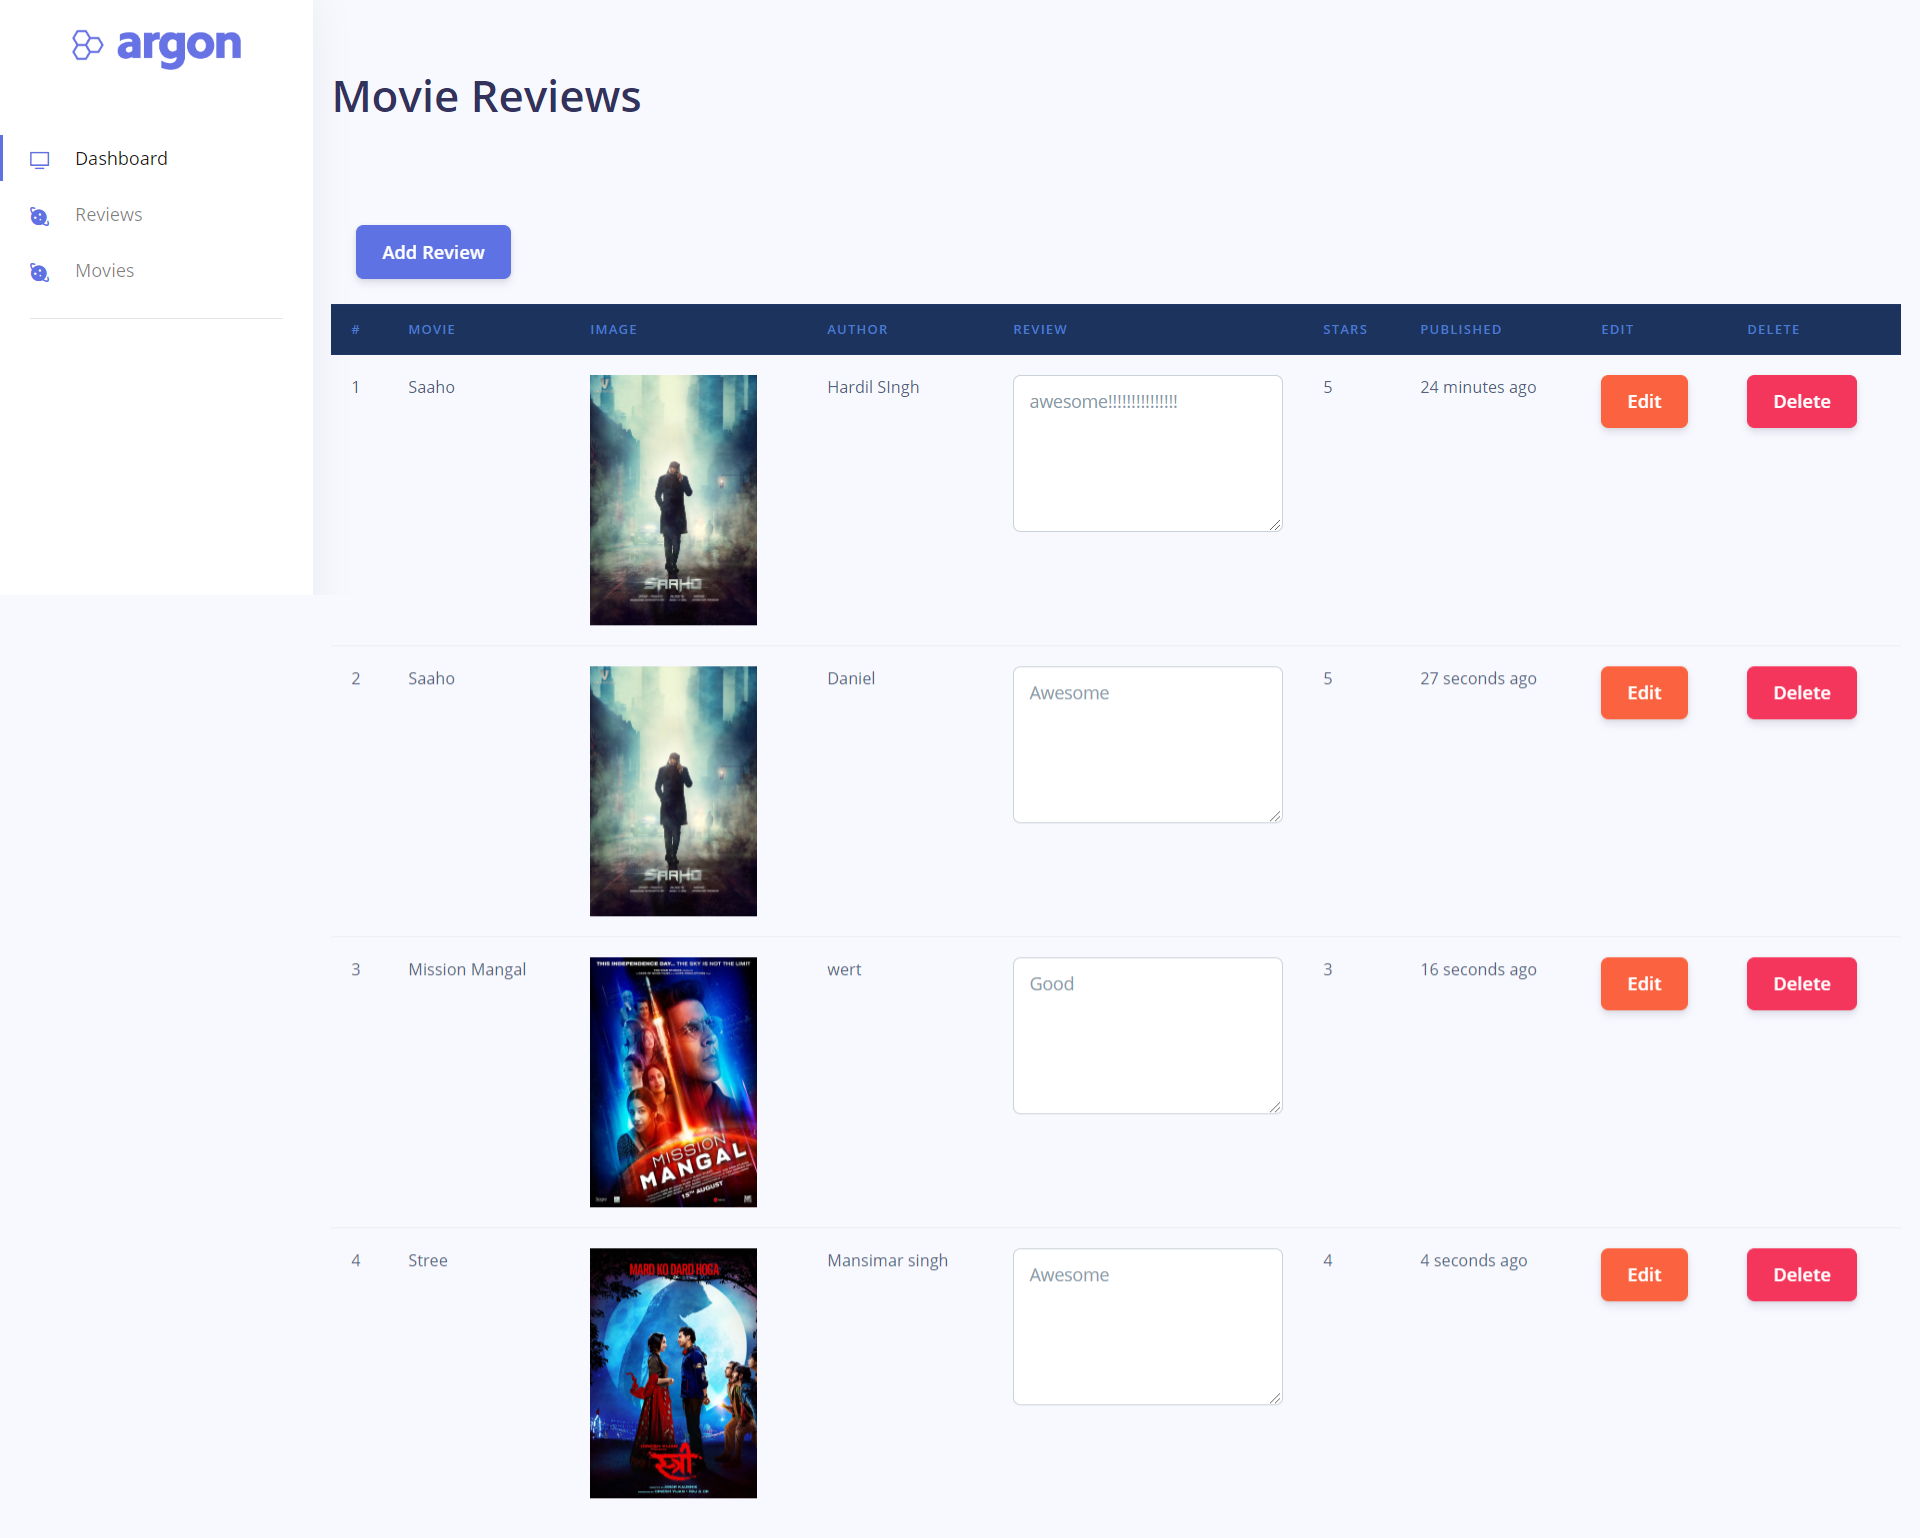 argon
Movie Reviews
Dashboard
Reviews
Movies
Add Review
# MOVIE IMAGE AUTHOR REVIEW STARS PUBLISHED EDIT DELETE
1 Saaho Hardil SIngh awesome!!!!!!!!!!!!!!! 5 24 minutes ago Edit Delete
SAAHO
2 Saaho Daniel Awesome 5 27 seconds ago Edit Delete
SAAHO
3 Mission Mangal wert Good 3 16 seconds ago Edit Delete
THIS INDEPENDENCE DAY... THE SKY IS NOT THE LIMIT
MISSION
MANGAL
15TH AUGUST
4 Stree Mansimar singh Awesome 4 4 seconds ago Edit Delete
MARD KO DARD HOGA
स्त्री